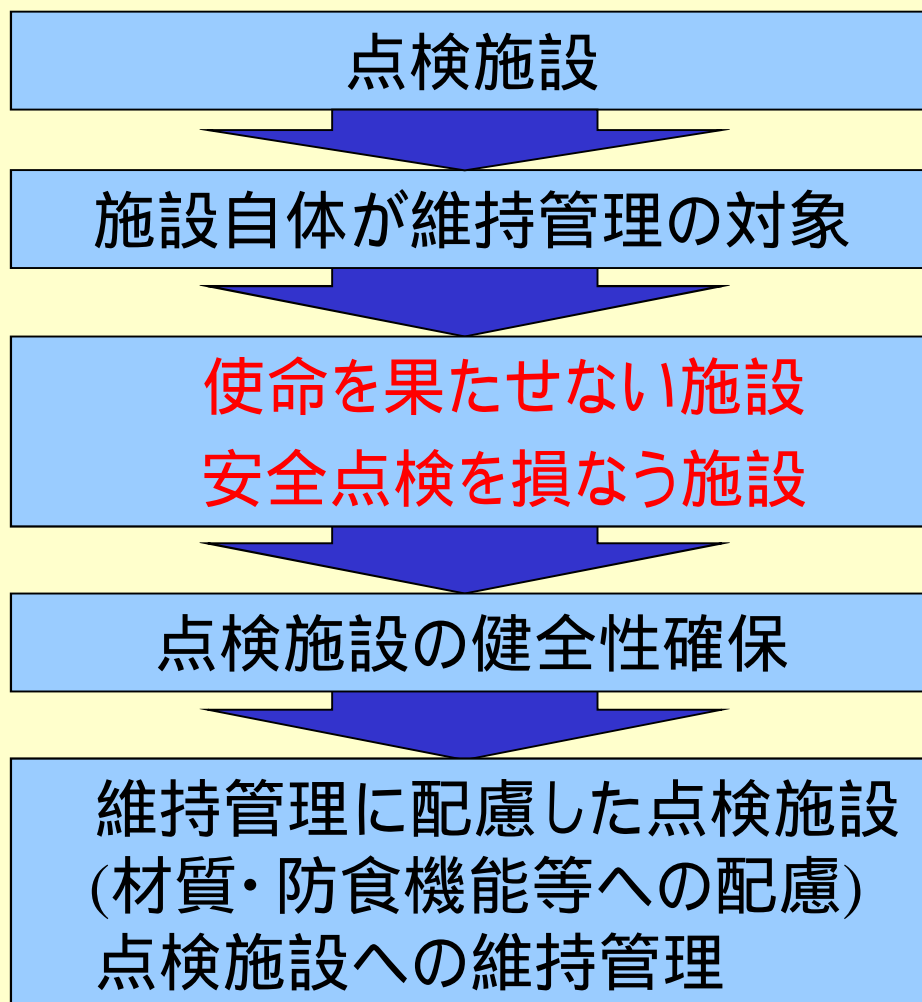 点検施設
施設自体が維持管理の対象
使命を果たせない施設
安全点検を損なう施設
点検施設の健全性確保
維持管理に配慮した点検施設
(材質・防食機能等への配慮)
点検施設への維持管理